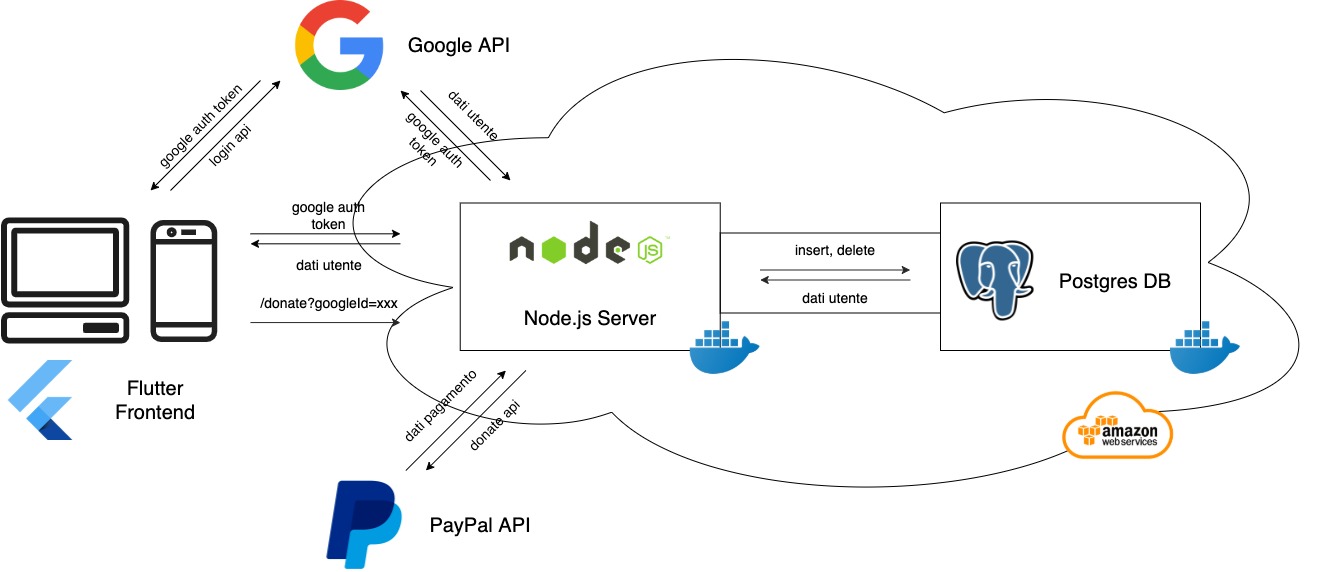 Google API
google auth token
login api
dati utente
google auth
token
google auth
token
dati utente
/donate?googleId=xxx
node
JS
Node.js Server
insert, delete
dati utente
Postgres DB
Flutter
Frontend
dati pagamento
donate api
amazon
web services
PayPal API